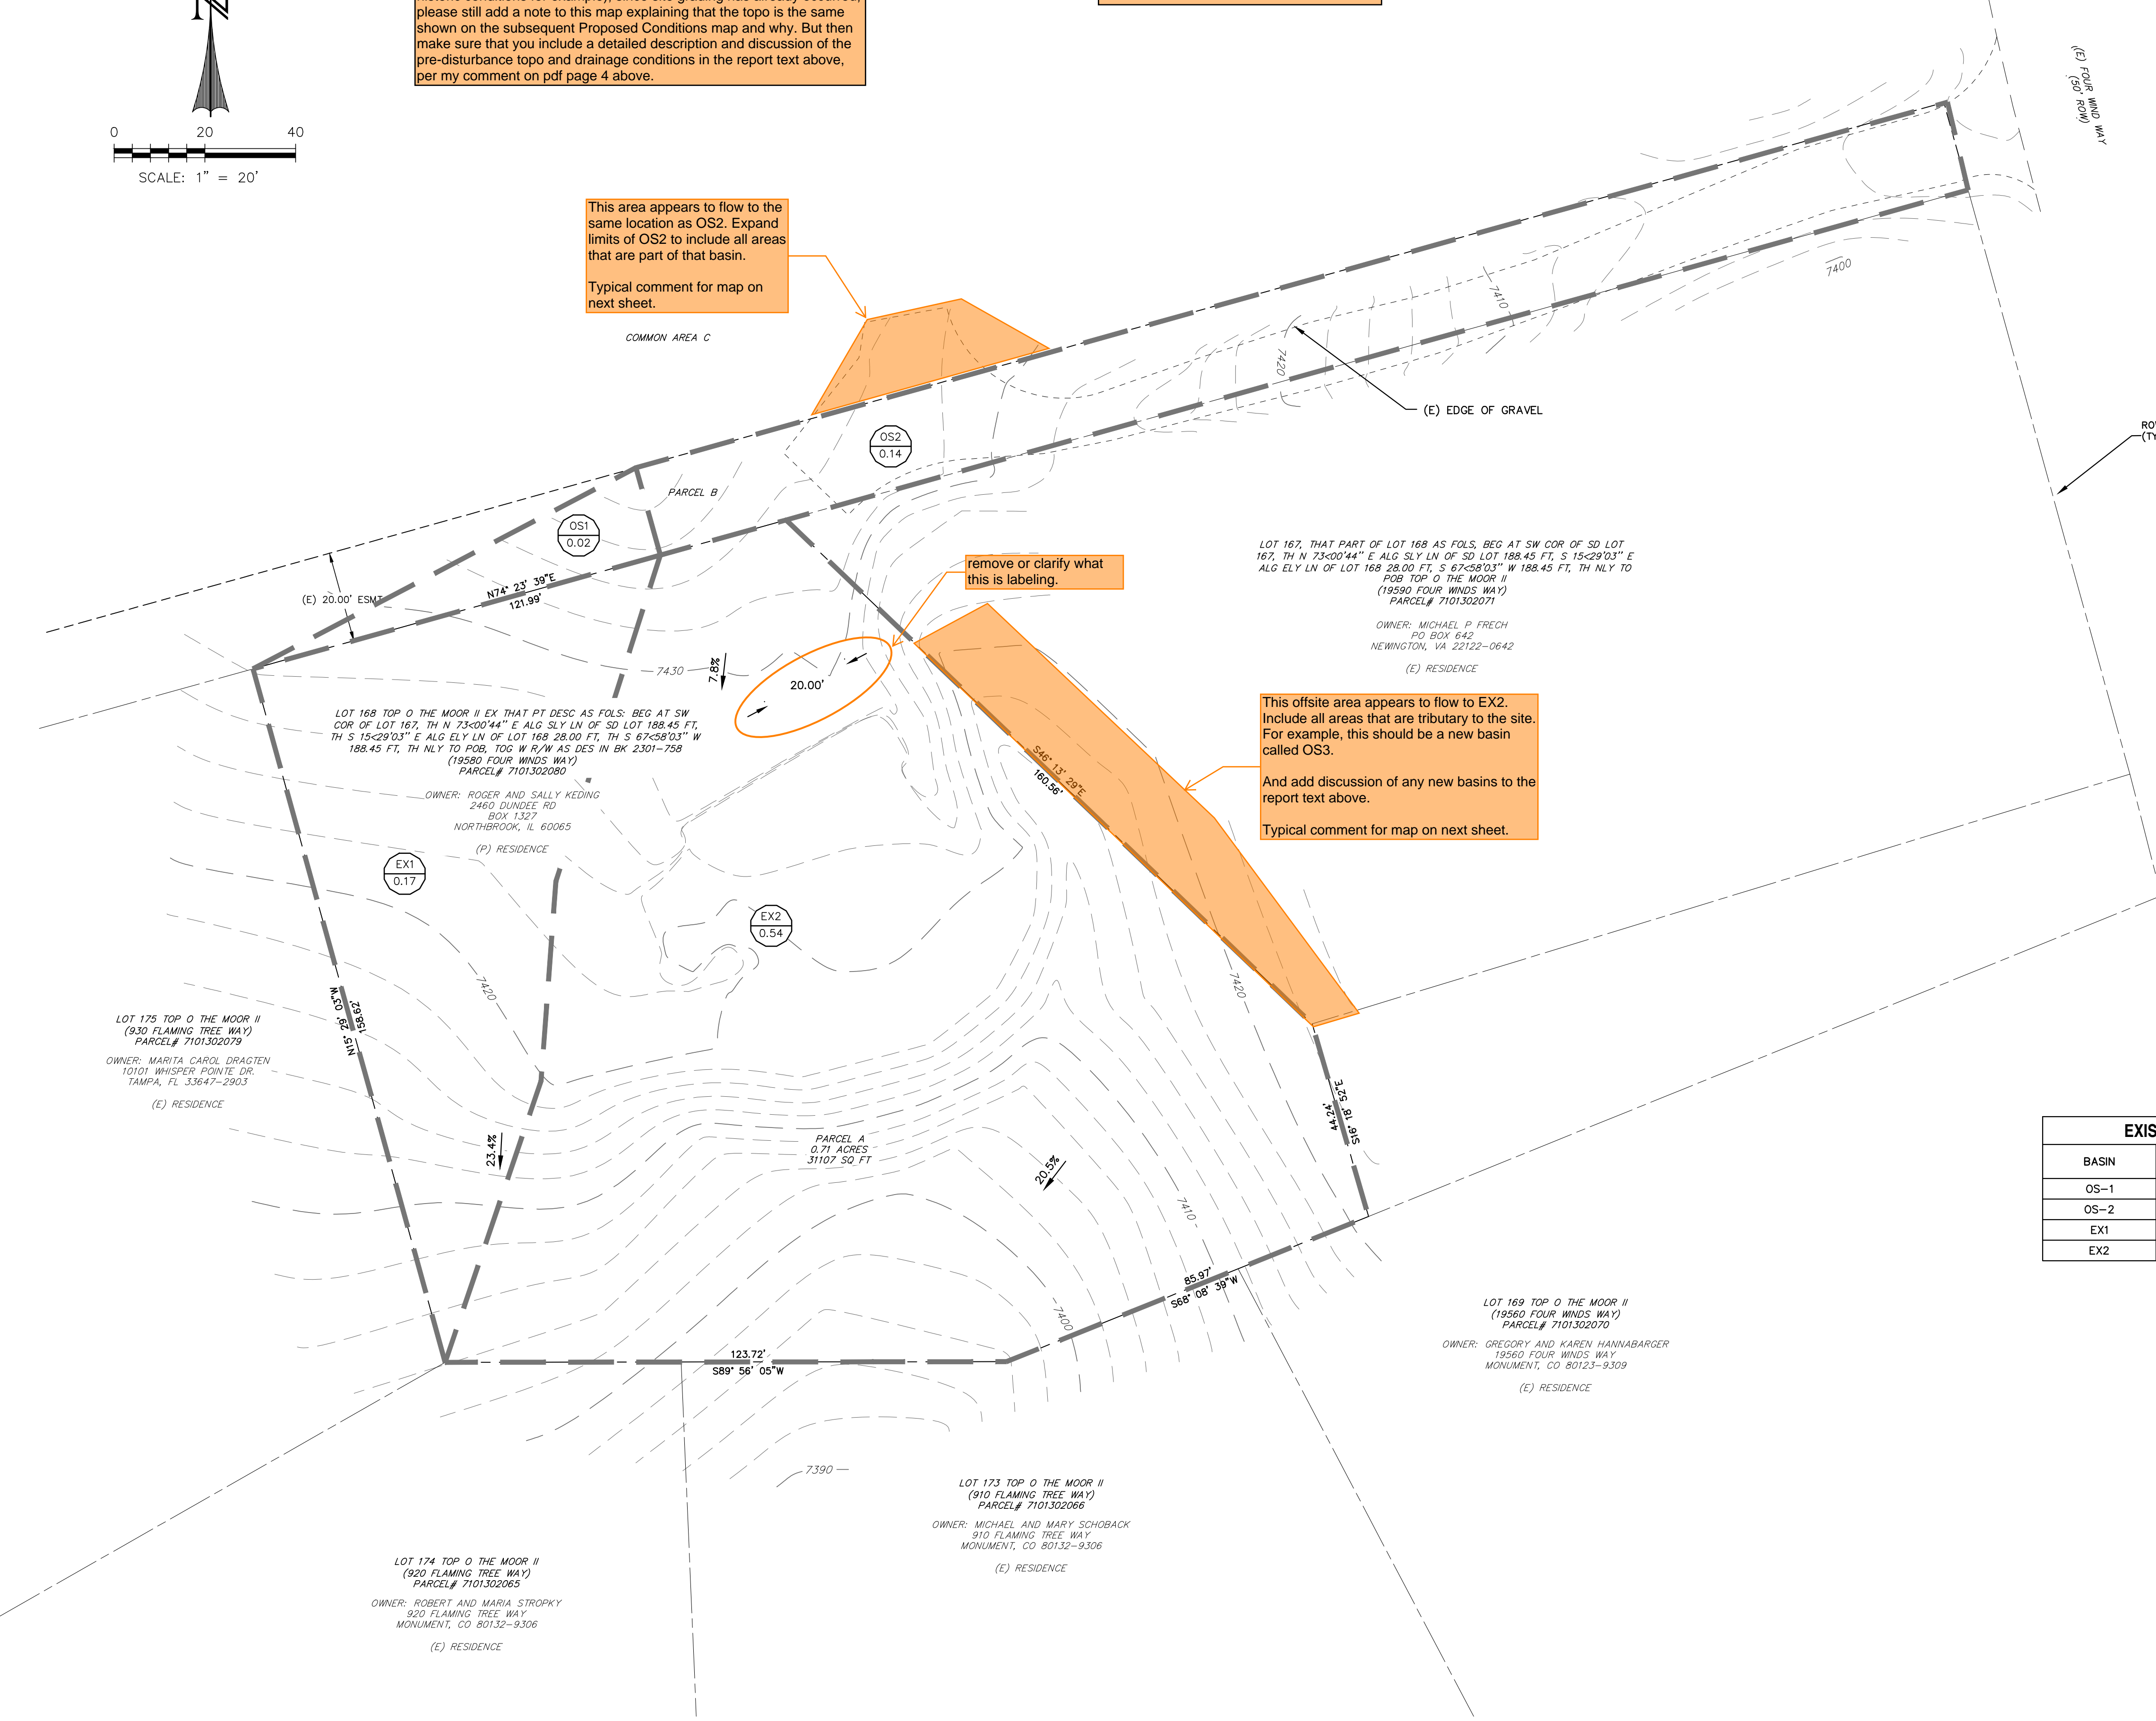 N
please still add a note to this map explaining that the topo is the same
shown on the subsequent Proposed Conditions map and why. But then
make sure that you include a detailed description and discussion of the
pre-disturbance topo and drainage conditions in the report text above,
per my comment on pdf page 4 above.
0 20 40
SCALE: 1" = 20'
(E) FOUR WIND WAY
(50' ROW)
This area appears to flow to the
same location as OS2. Expand
limits of OS2 to include all areas
that are part of that basin.
Typical comment for map on
next sheet.
COMMON AREA C
7400
7410
7420
(E) EDGE OF GRAVEL
OS2
0.14
PARCEL B
OS1
0.02
(E) 20.00' ESMT
N74° 23' 39"E
121.99'
remove or clarify what
this is labeling.
LOT 167, THAT PART OF LOT 168 AS FOLS, BEG AT SW COR OF SD LOT
167, TH N 73<00'44" E ALG SLY LN OF SD LOT 188.45 FT, S 15<29'03" E
ALG ELY LN OF LOT 168 28.00 FT, S 67<58'03" W 188.45 FT, TH NLY TO
POB TOP O THE MOOR II
(19590 FOUR WINDS WAY)
PARCEL# 7101302071
OWNER: MICHAEL P FRECH
PO BOX 642
NEWINGTON, VA 22122-0642
(E) RESIDENCE
7430
7.8%
20.00'
LOT 168 TOP O THE MOOR II EX THAT PT DESC AS FOLS: BEG AT SW
COR OF LOT 167, TH N 73<00'44" E ALG SLY LN OF SD LOT 188.45 FT,
TH S 15<29'03" E ALG ELY LN OF LOT 168 28.00 FT, TH S 67<58'03" W
188.45 FT, TH NLY TO POB, TOG W R/W AS DES IN BK 2301-758
(19580 FOUR WINDS WAY)
PARCEL# 7101302080
OWNER: ROGER AND SALLY KEDING
2460 DUNDEE RD
BOX 1327
NORTHBROOK, IL 60065
(P) RESIDENCE
This offsite area appears to flow to EX2.
Include all areas that are tributary to the site.
For example, this should be a new basin
called OS3.
And add discussion of any new basins to the
report text above.
Typical comment for map on next sheet.
S46° 13' 29"E
160.56'
EX1
0.17
EX2
0.54
7420
7420
N15° 29' 03"W
158.62'
LOT 175 TOP O THE MOOR II
(930 FLAMING TREE WAY)
PARCEL# 7101302079
OWNER: MARITA CAROL DRAGTEN
10101 WHISPER POINTE DR.
TAMPA, FL 33647-2903
(E) RESIDENCE
S16° 18' 52"E
44.24'
23.4%
PARCEL A
0.71 ACRES
31107 SQ FT
20.5%
7410
BASIN
OS-1
OS-2
EX1
EX2
7400
85.97'
S68° 08' 39"W
123.72'
S89° 56' 05"W
LOT 169 TOP O THE MOOR II
(19560 FOUR WINDS WAY)
PARCEL# 7101302070
OWNER: GREGORY AND KAREN HANNABARGER
19560 FOUR WINDS WAY
MONUMENT, CO 80123-9309
(E) RESIDENCE
7390
LOT 173 TOP O THE MOOR II
(910 FLAMING TREE WAY)
PARCEL# 7101302066
OWNER: MICHAEL AND MARY SCHOBACK
910 FLAMING TREE WAY
MONUMENT, CO 80132-9306
(E) RESIDENCE
LOT 174 TOP O THE MOOR II
(920 FLAMING TREE WAY)
PARCEL# 7101302065
OWNER: ROBERT AND MARIA STROPKY
920 FLAMING TREE WAY
MONUMENT, CO 80132-9306
(E) RESIDENCE